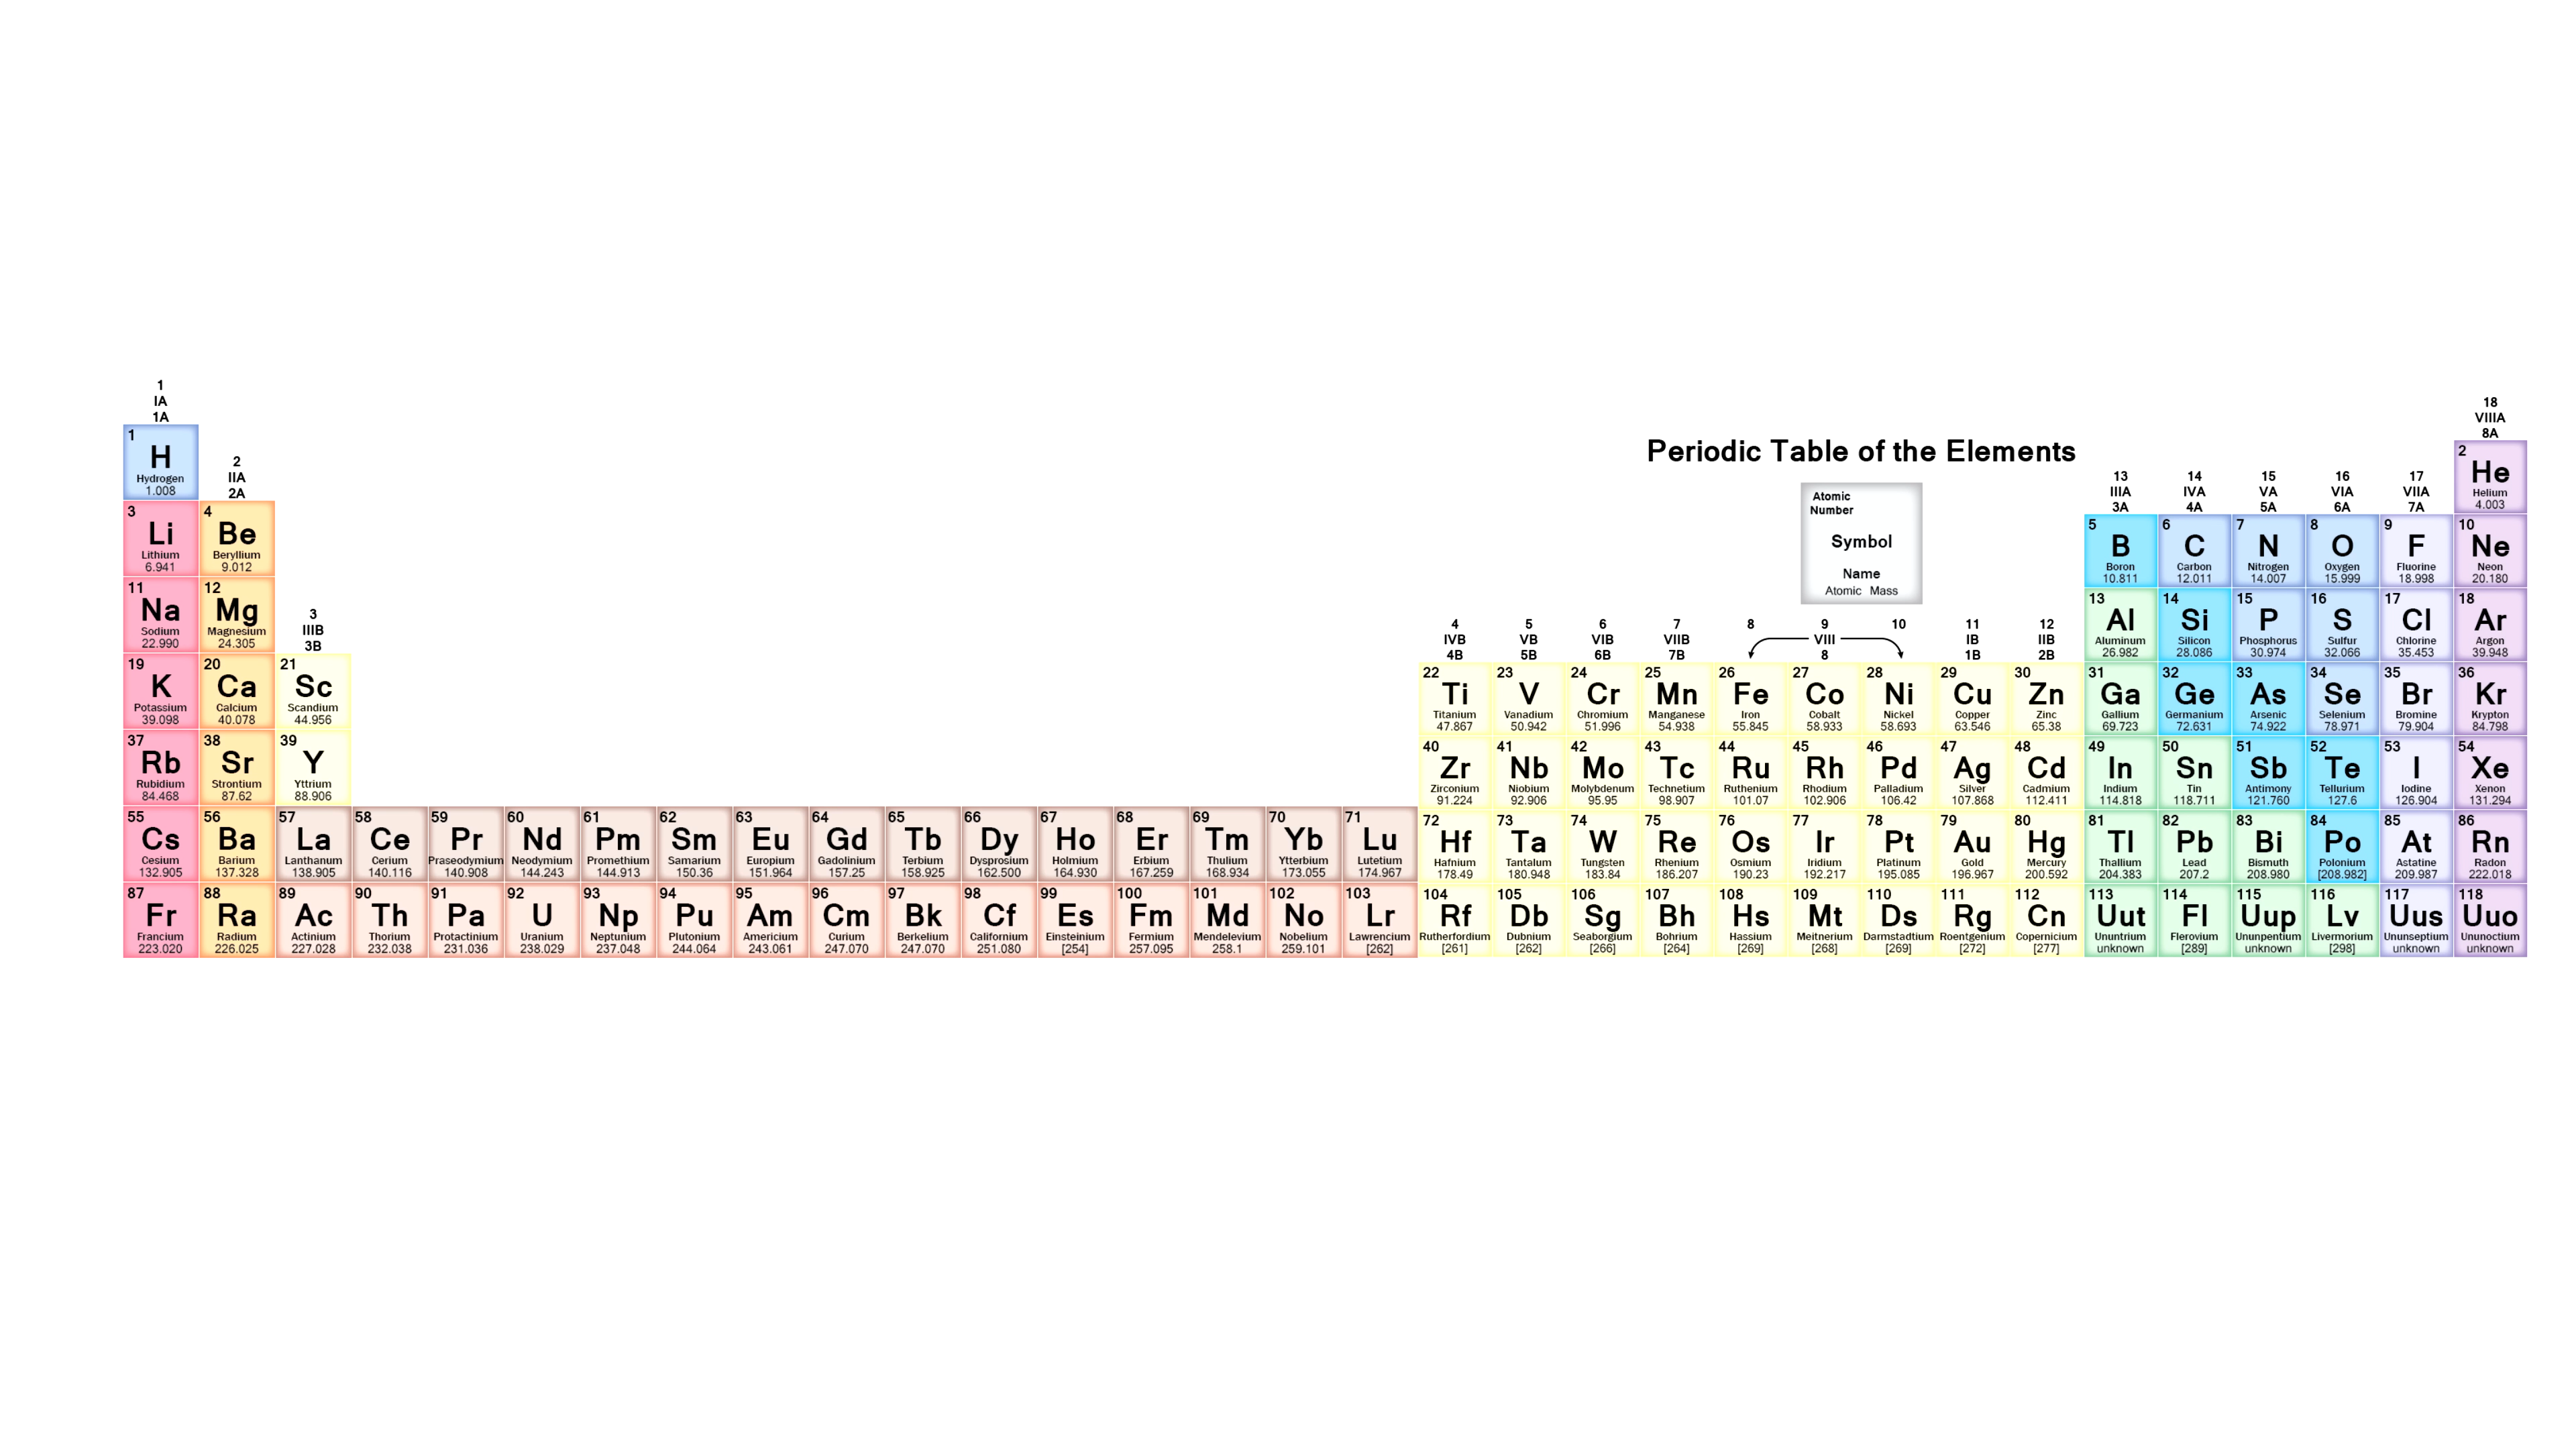 1
IA
1A
18
VIIIA
8A
1
H
Hydrogen
1.008
2
IIA
2A
Periodic Table of the Elements
2
He
Helium
4.003
13
IIIA
3A
14
IVA
4A
15
VA
5A
16
VIA
6A
17
VIIA
7A
Atomic
Number
Symbol
Name
Atomic Mass
3
Li
Lithium
6.941
4
Be
Beryllium
9.012
5
B
Boron
10.811
6
C
Carbon
12.011
7
N
Nitrogen
14.007
8
O
Oxygen
15.999
9
F
Fluorine
18.998
10
Ne
Neon
20.180
11
Na
Sodium
22.990
12
Mg
Magnesium
24.305
3
IIIB
3B
4
IVB
4B
5
VB
5B
6
VIB
6B
7
VIIB
7B
8
9
10
VIII
8
11
IB
1B
12
IIB
2B
13
Al
Aluminum
26.982
14
Si
Silicon
28.086
15
P
Phosphorus
30.974
16
S
Sulfur
32.066
17
Cl
Chlorine
35.453
18
Ar
Argon
39.948
19
K
Potassium
39.098
20
Ca
Calcium
40.078
21
Sc
Scandium
44.956
22
Ti
Titanium
47.867
23
V
Vanadium
50.942
24
Cr
Chromium
51.996
25
Mn
Manganese
54.938
26
Fe
Iron
55.845
27
Co
Cobalt
58.933
28
Ni
Nickel
58.693
29
Cu
Copper
63.546
30
Zn
Zinc
65.38
31
Ga
Gallium
69.723
32
Ge
Germanium
72.631
33
As
Arsenic
74.922
34
Se
Selenium
78.971
35
Br
Bromine
79.904
36
Kr
Krypton
84.798
37
Rb
Rubidium
84.468
38
Sr
Strontium
87.62
39
Y
Yttrium
88.906
40
Zr
Zirconium
91.224
41
Nb
Niobium
92.906
42
Mo
Molybdenum
95.95
43
Tc
Technetium
98.907
44
Ru
Ruthenium
101.07
45
Rh
Rhodium
102.906
46
Pd
Palladium
106.42
47
Ag
Silver
107.868
48
Cd
Cadmium
112.411
49
In
Indium
114.818
50
Sn
Tin
118.711
51
Sb
Antimony
121.760
52
Te
Tellurium
127.6
53
I
Iodine
126.904
54
Xe
Xenon
131.294
55
Cs
Cesium
132.905
56
Ba
Barium
137.328
57
La
Lanthanum
138.905
58
Ce
Cerium
140.116
59
Pr
Praseodymium
140.908
60
Nd
Neodymium
144.243
61
Pm
Promethium
144.913
62
Sm
Samarium
150.36
63
Eu
Europium
151.964
64
Gd
Gadolinium
157.25
65
Tb
Terbium
158.925
66
Dy
Dysprosium
162.500
67
Ho
Holmium
164.930
68
Er
Erbium
167.259
69
Tm
Thulium
168.934
70
Yb
Ytterbium
173.055
71
Lu
Lutetium
174.967
72
Hf
Hafnium
178.49
73
Ta
Tantalum
180.948
74
W
Tungsten
183.84
75
Re
Rhenium
186.207
76
Os
Osmium
190.23
77
Ir
Iridium
192.217
78
Pt
Platinum
195.085
79
Au
Gold
196.967
80
Hg
Mercury
200.592
81
Tl
Thallium
204.383
82
Pb
Lead
207.2
83
Bi
Bismuth
208.980
84
Po
Polonium
[208.982]
85
At
Astatine
209.987
86
Rn
Radon
222.018
87
Fr
Francium
223.020
88
Ra
Radium
226.025
89
Ac
Actinium
227.028
90
Th
Thorium
232.038
91
Pa
Protactinium
231.036
92
U
Uranium
238.029
93
Np
Neptunium
237.048
94
Pu
Plutonium
244.064
95
Am
Americium
243.061
96
Cm
Curium
247.070
97
Bk
Berkelium
247.070
98
Cf
Californium
251.080
99
Es
Einsteinium
[254]
100
Fm
Fermium
257.095
101
Md
Mendelevium
258.1
102
No
Nobelium
259.101
103
Lr
Lawrencium
[262]
104
Rf
Rutherfordium
[261]
105
Db
Dubnium
[262]
106
Sg
Seaborgium
[266]
107
Bh
Bohrium
[264]
108
Hs
Hassium
[269]
109
Mt
Meitnerium
[268]
110
Ds
Darmstadtium
[269]
111
Rg
Roentgenium
[272]
112
Cn
Copernicium
[277]
113
Uut
Ununtrium
unknown
114
Fl
Flerovium
[289]
115
Uup
Ununpentium
unknown
116
Lv
Livermorium
[298]
117
Uus
Ununseptium
unknown
118
Uuo
Ununoctium
unknown